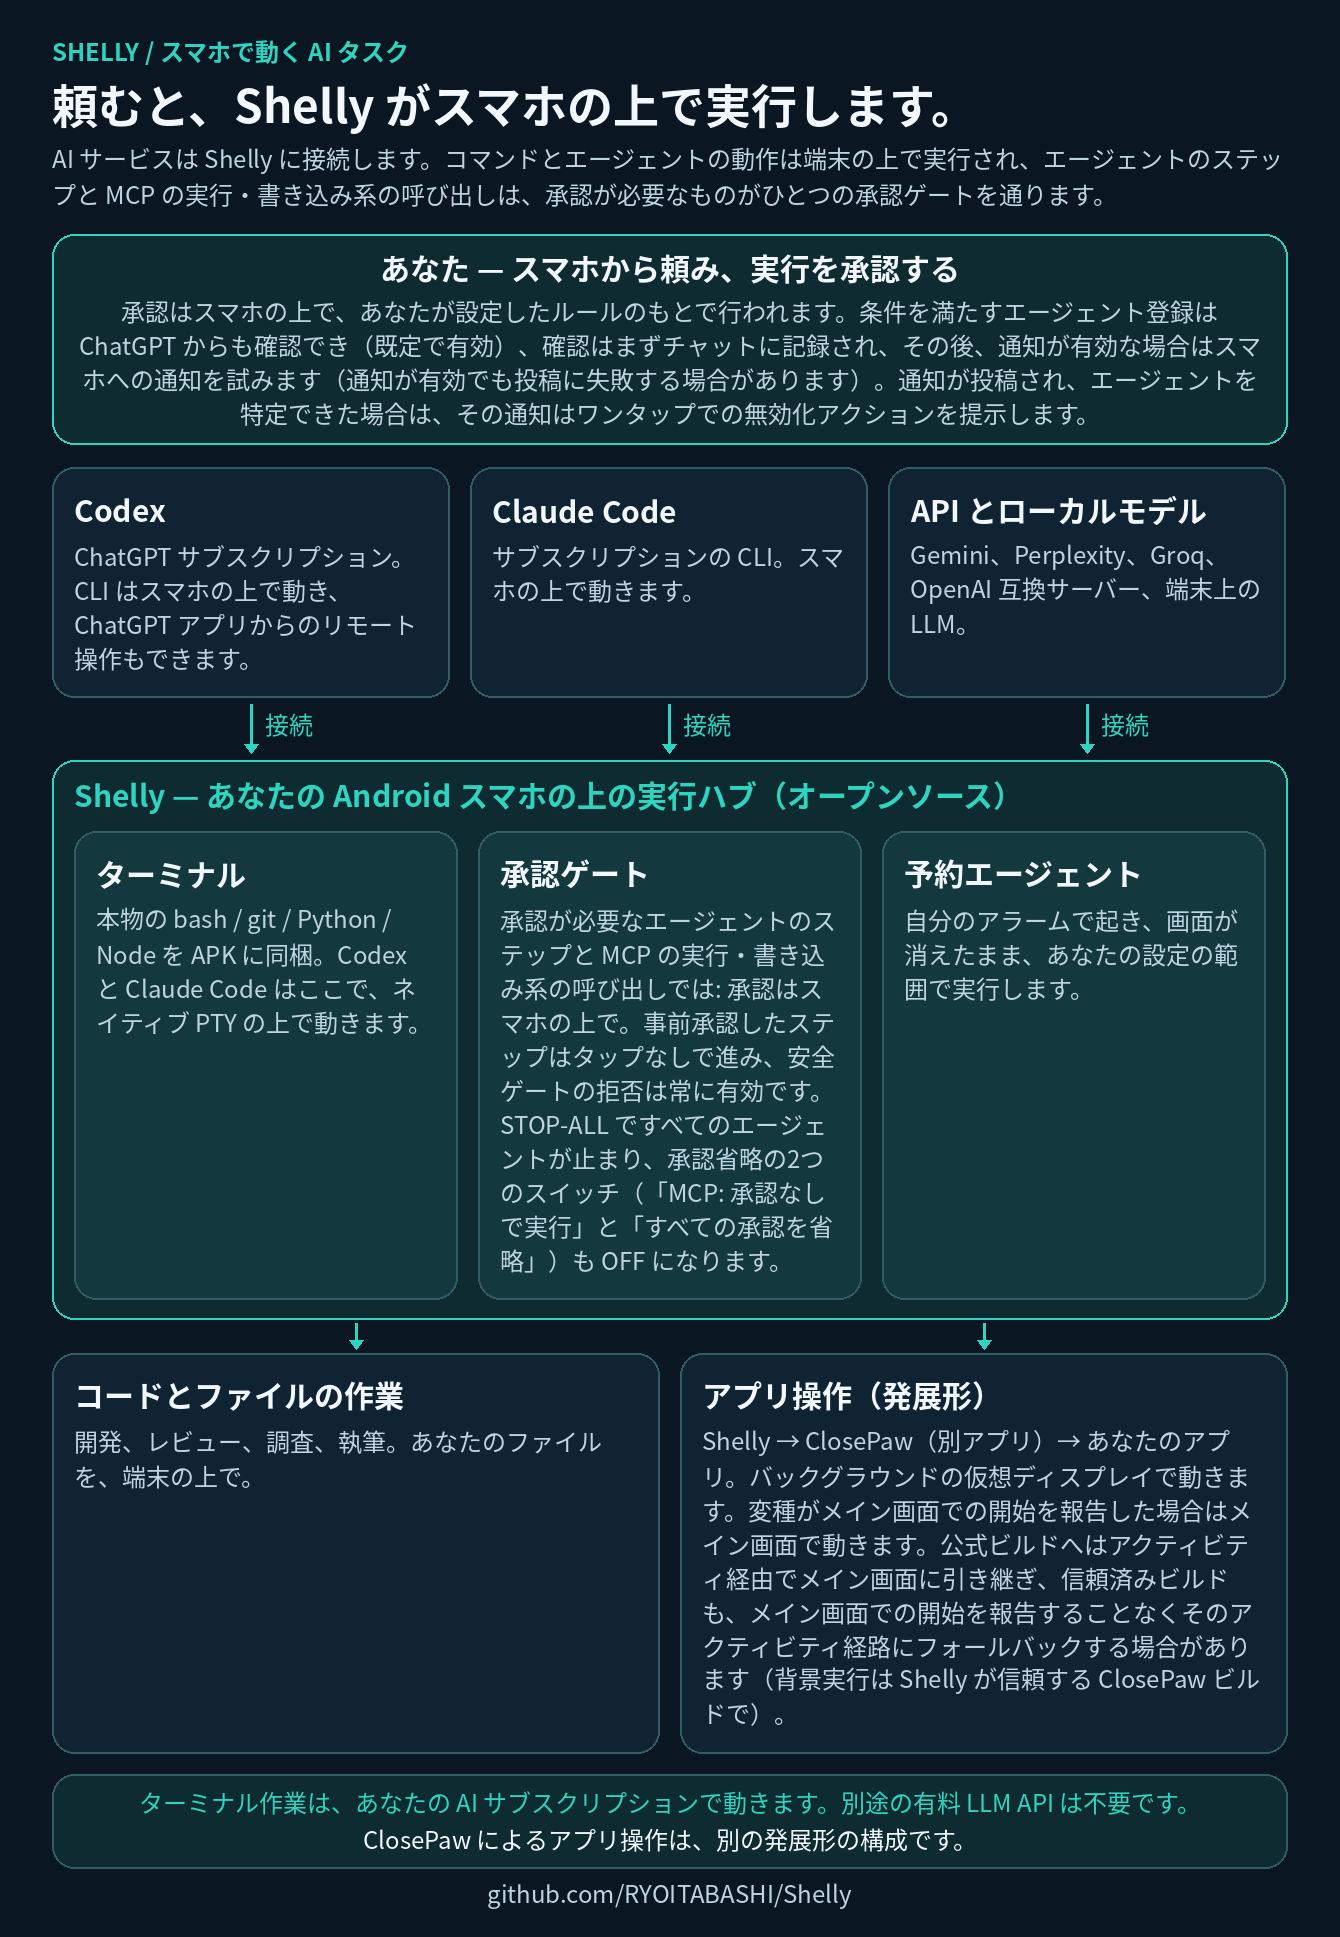 SHELLY / スマホで動く AI タスク
頼むと、Shelly がスマホの上で実行します。
AI サービスは Shelly に接続します。コマンドとエージェントの動作は端末の上で実行され、エージェントのステッ
プと MCP の実行・書き込み系の呼び出しは、承認が必要なものがひとつの承認ゲートを通ります。
あなた — スマホから頼み、実行を承認する
承認はスマホの上で、あなたが設定したルールのもとで行われます。条件を満たすエージェント登録は
ChatGPT からも確認でき（既定で有効）、確認はまずチャットに記録され、その後、通知が有効な場合はスマ
ホへの通知を試みます（通知が有効でも投稿に失敗する場合があります）。通知が投稿され、エージェントを
特定できた場合は、その通知はワンタップでの無効化アクションを提示します。
Codex
ChatGPT サブスクリプション。
CLI はスマホの上で動き、
ChatGPT アプリからのリモート
操作もできます。
Claude Code
サブスクリプションの CLI。スマ
ホの上で動きます。
API とローカルモデル
Gemini、Perplexity、Groq、
OpenAI 互換サーバー、端末上の
LLM。
接続
接続
接続
Shelly — あなたの Android スマホの上の実行ハブ（オープンソース）
ターミナル
本物の bash / git / Python /
Node を APK に同梱。Codex
と Claude Code はここで、ネ
イティブ PTY の上で動きます。
承認ゲート
承認が必要なエージェントのス
テップと MCP の実行・書き込
み系の呼び出しでは: 承認はス
マホの上で。事前承認したステ
ップはタップなしで進み、安全
ゲートの拒否は常に有効です。
STOP-ALL ですべてのエージェ
ントが止まり、承認省略の2つ
のスイッチ（「MCP: 承認なし
で実行」と「すべての承認を省
略」）も OFF になります。
予約エージェント
自分のアラームで起き、画面が
消えたまま、あなたの設定の範
囲で実行します。
コードとファイルの作業
開発、レビュー、調査、執筆。あなたのファイル
を、端末の上で。
アプリ操作（発展形）
Shelly → ClosePaw（別アプリ）→ あなたのアプ
リ。バックグラウンドの仮想ディスプレイで動きま
す。変種がメイン画面での開始を報告した場合はメ
イン画面で動きます。公式ビルドへはアクティビテ
ィ経由でメイン画面に引き継ぎ、信頼済みビルド
も、メイン画面での開始を報告することなくそのア
クティビティ経路にフォールバックする場合があり
ます（背景実行は Shelly が信頼する ClosePaw ビル
ドで）。
ターミナル作業は、あなたの AI サブスクリプションで動きます。別途の有料 LLM API は不要です。
ClosePaw によるアプリ操作は、別の発展形の構成です。
github.com/RYOITABASHI/Shelly